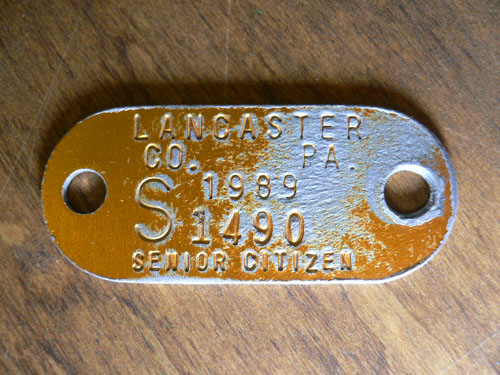 LANCASTER
CO. PA.
S 1989
1490
SENIOR CITIZEN